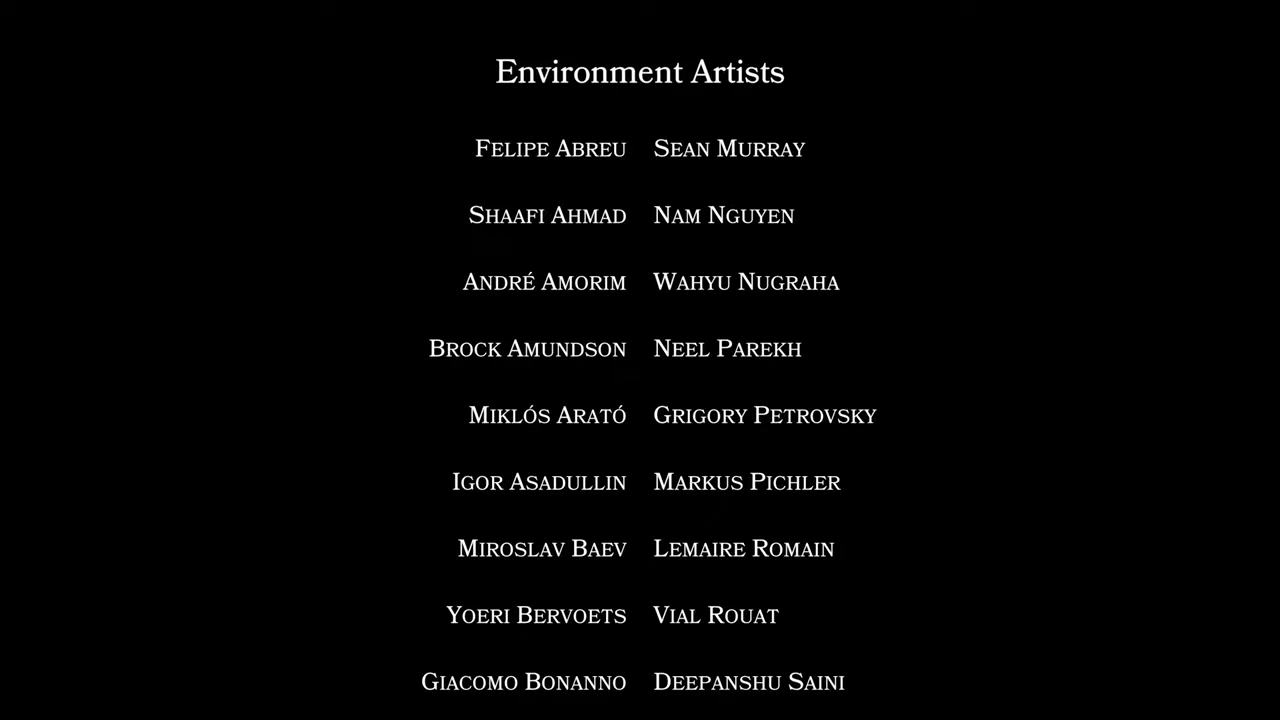 Environment Artists
Felipe Abreu Sean Murray
Shaafi Ahmad Nam Nguyen
André Amorim Wahyu Nugraha
Brock Amundson Neel Parekh
Miklós Arató Grigory Petrovsky
Igor Asadullin Markus Pichler
Miroslav Baev Lemaire Romain
Yoeri Bervoets Vial Rouat
Giacomo Bonanno Deepanshu Saini